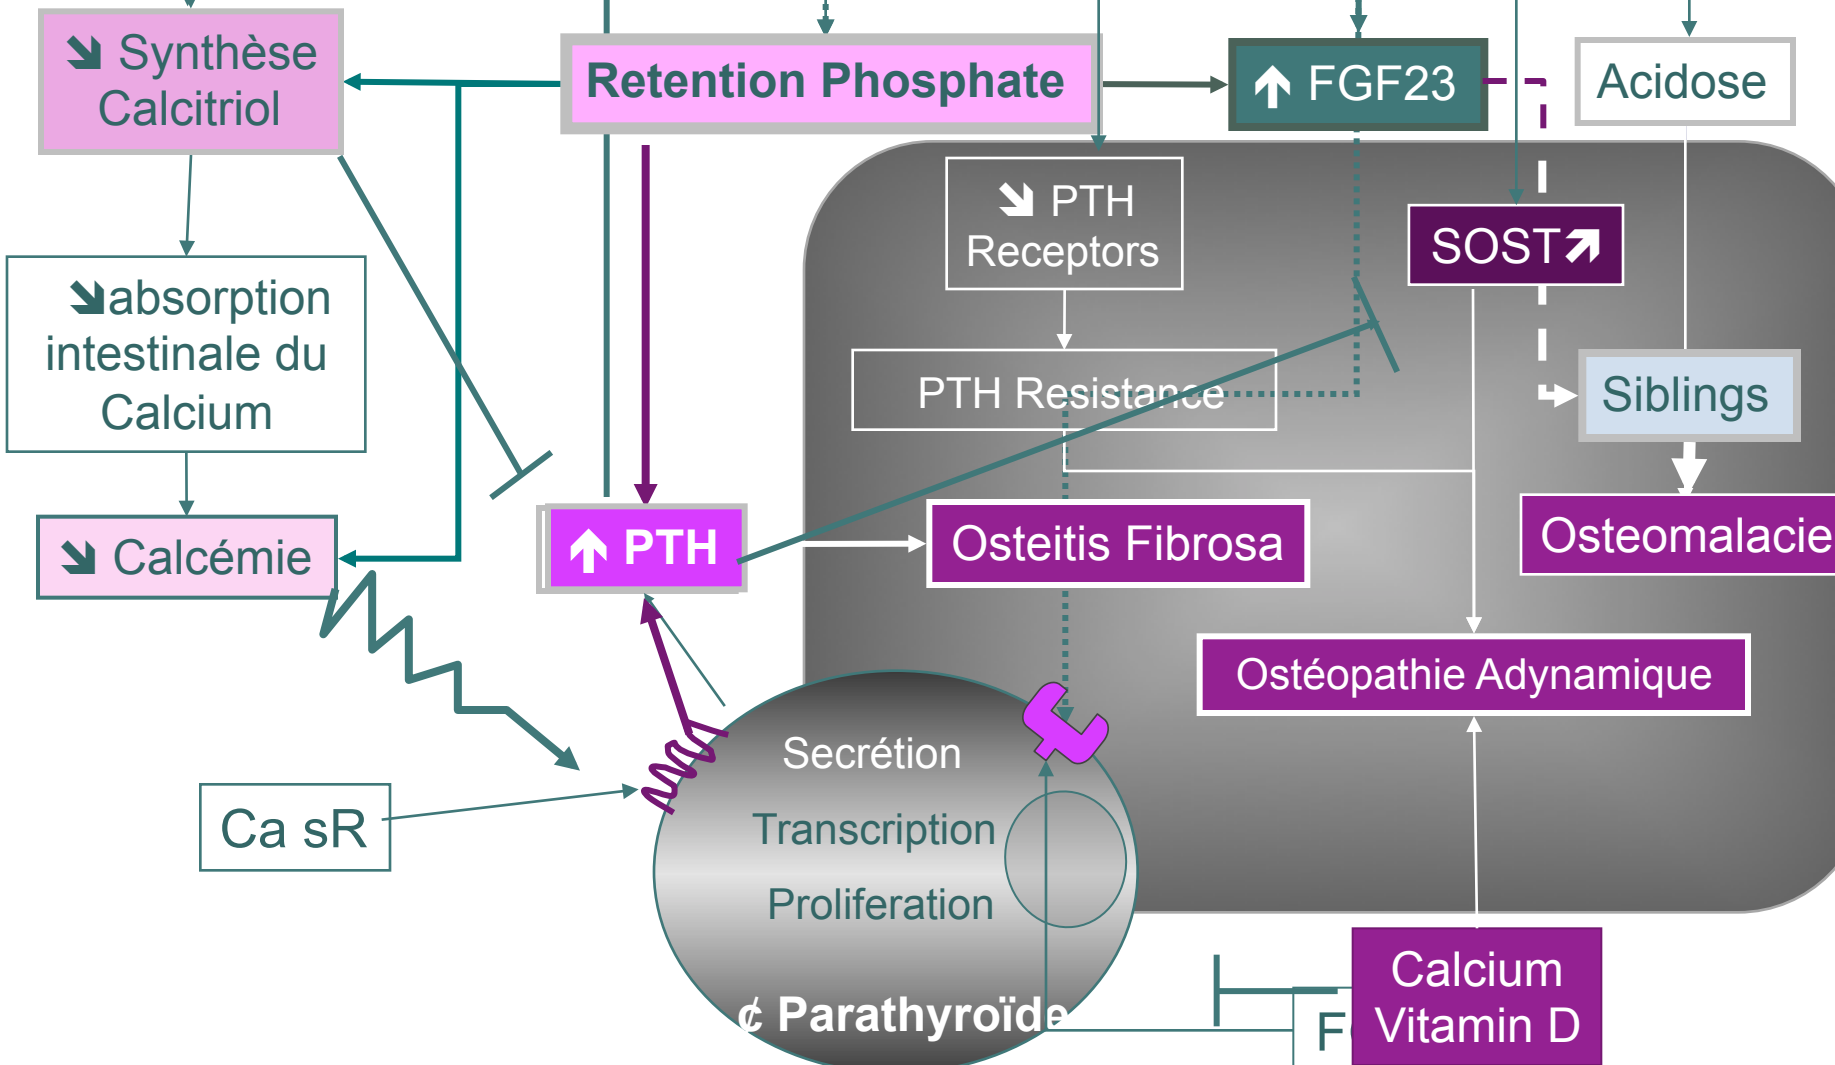 ↘ Synthèse
Calcitriol
Retention Phosphate
↑ FGF23
Acidose
↘ PTH
Receptors
SOST↗
↘absorption
intestinale du
Calcium
PTH Resistance
Siblings
↘ Calcémie
↑ PTH
Osteitis Fibrosa
Osteomalacie
Ostéopathie Adynamique
Secrétion
Ca sR
Transcription
Proliferation
¢ Parathyroïde
Calcium
Vitamin D